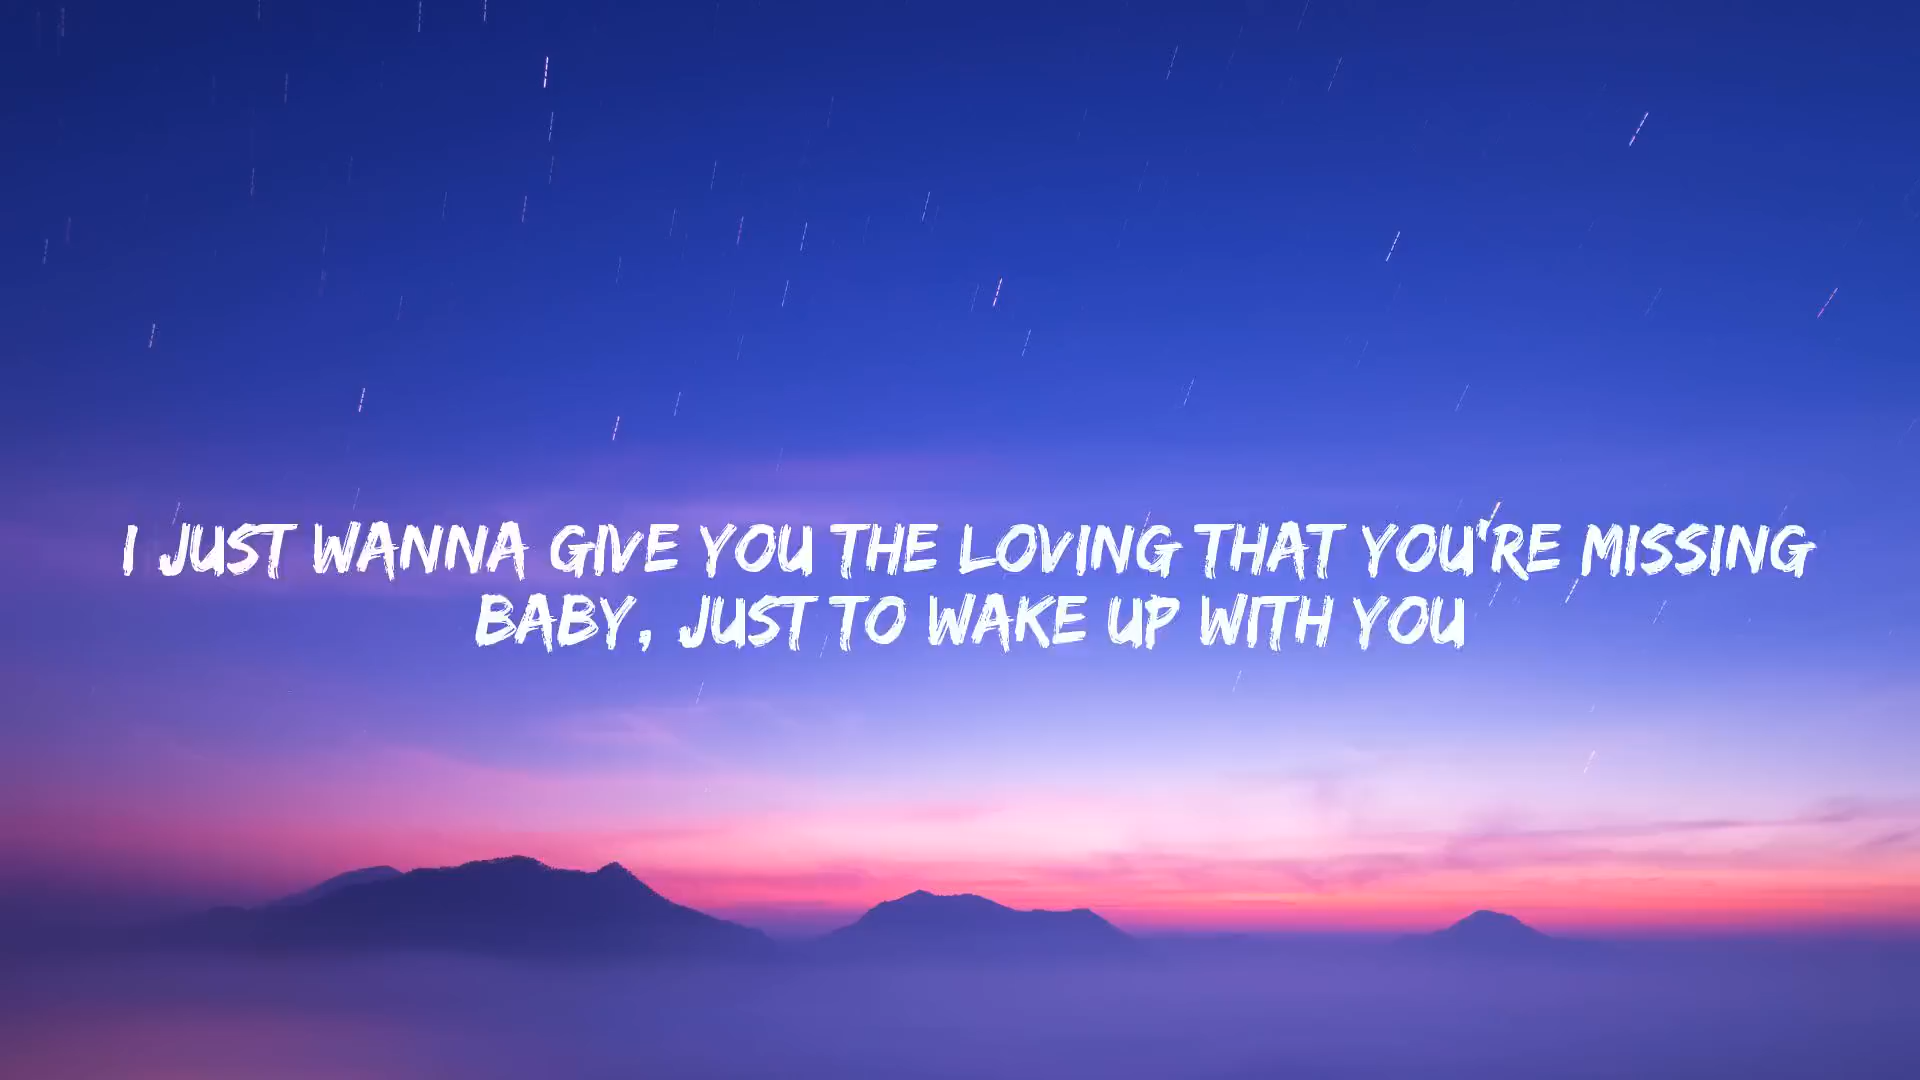 I JUST WANNA GIVE YOU THE LOVING THAT YOU'RE MISSING
BABY, JUST TO WAKE UP WITH YOU